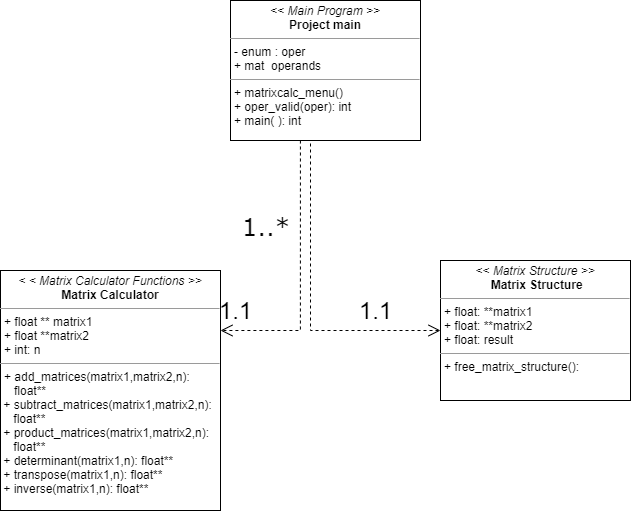 << Main Program >>
Project main
- enum : oper
+ mat operands
+ matrixcalc_menu()
+ oper_valid(oper): int
+ main( ): int
1..*
1.1
1.1
< < Matrix Calculator Functions >>
Matrix Calculator
+ float ** matrix1
+ float **matrix2
+ int: n
+ add_matrices(matrix1,matrix2,n):
float**
+ subtract_matrices(matrix1,matrix2,n):
float**
+ product_matrices(matrix1,matrix2,n):
float**
+ determinant(matrix1,n): float**
+ transpose(matrix1,n): float**
+ inverse(matrix1,n): float**
<< Matrix Structure >>
Matrix Structure
+ float: **matrix1
+ float: **matrix2
+ float: result
+ free_matrix_structure():